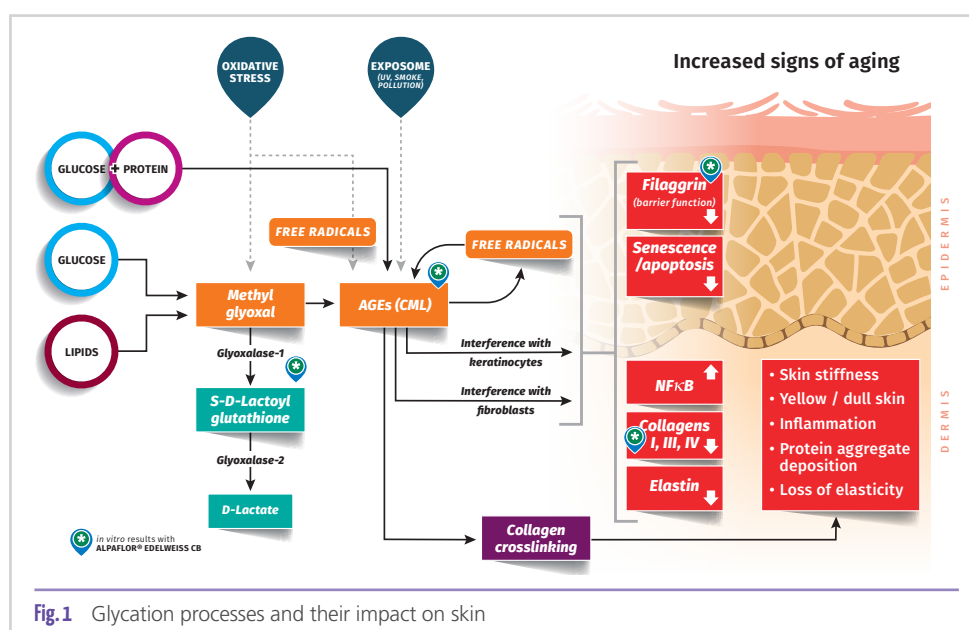 OXIDATIVE
STRESS
EXPOSOME
(UV, SMOKE,
POLLUTION)
Increased signs of aging
GLUCOSE + PROTEIN
FREE RADICALS
FREE RADICALS
Filaggrin
(barrier function)
Senescence
/apoptosis
EPIDERMIS
GLUCOSE
Methyl
glyoxal
AGEs (CML)
LIPIDS
Glyoxalase-1
Interference with
keratinocytes
S-D-Lactoyl
glutathione
Interference with
fibroblasts
NFκB
Collagens
I, III, IV
Elastin
• Skin stiffness
• Yellow / dull skin
• Inflammation
• Protein aggregate
deposition
• Loss of elasticity
DERMIS
Glyoxalase-2
D-Lactate
Collagen
crosslinking
in vitro results with
ALPAFLOR® EDELWEISS CB
Fig. 1 Glycation processes and their impact on skin